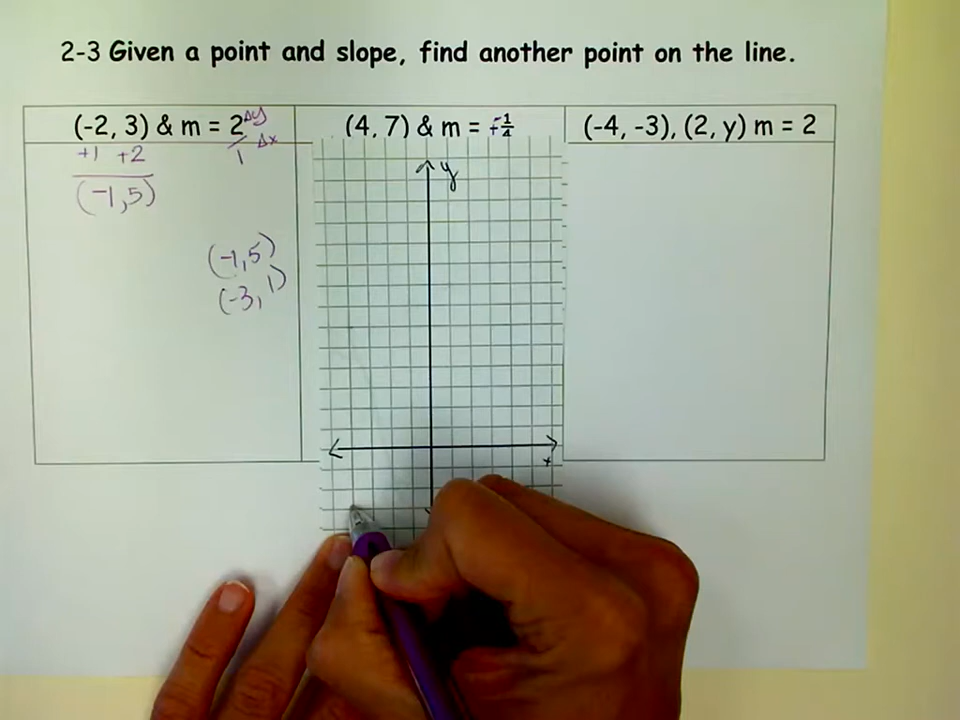 2-3 Given a point and slope, find another point on the line.
(-2, 3) & m = 2 Δy
/1 Δx
+1 +2
(-1,5)
(-1,5)
(-3,1)
(4, 7) & m = -1/4
y
x
(-4, -3), (2, y) m = 2